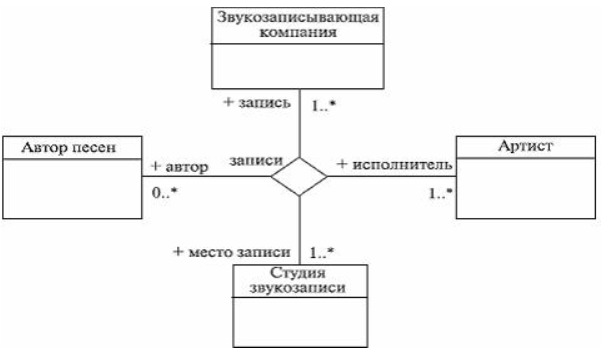 Звукозаписывающая
компания
+ запись
1..*
Автор песен
+ автор
0..*
записи
+ исполнитель
1..*
Артист
+ место записи
1..*
Студия
звукозаписи